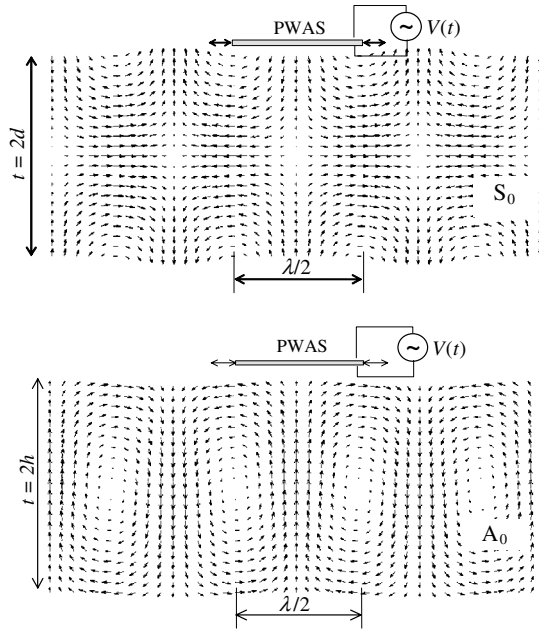 PWAS
~ V(t)
t = 2d
S₀
λ/2
PWAS
~ V(t)
t = 2h
A₀
λ/2